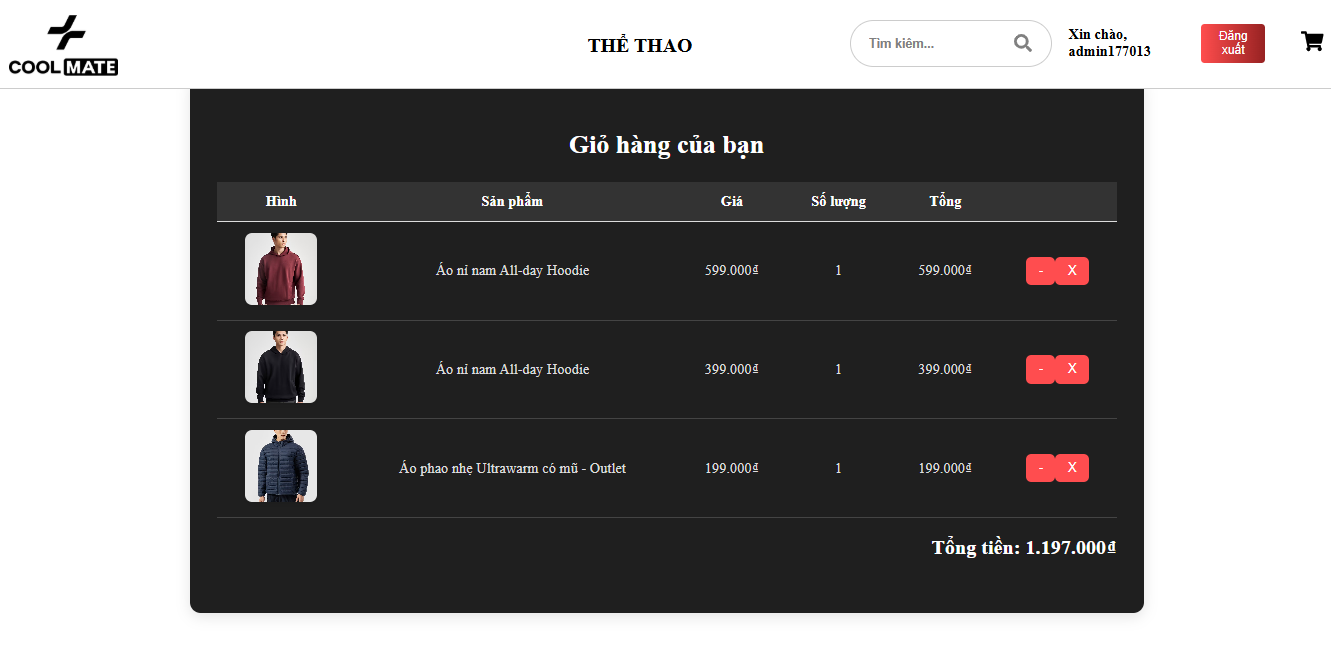 COOLMATE
THỂ THAO
Tìm kiếm...
Xin chào,
admin177013
Đăng
xuất
Giỏ hàng của bạn
Hình Sản phẩm Giá Số lượng Tổng
Áo nỉ nam All-day Hoodie 599.000₫ 1 599.000₫ - X
Áo nỉ nam All-day Hoodie 399.000₫ 1 399.000₫ - X
Áo phao nhẹ Ultrawarm có mũ - Outlet 199.000₫ 1 199.000₫ - X
Tổng tiền: 1.197.000₫